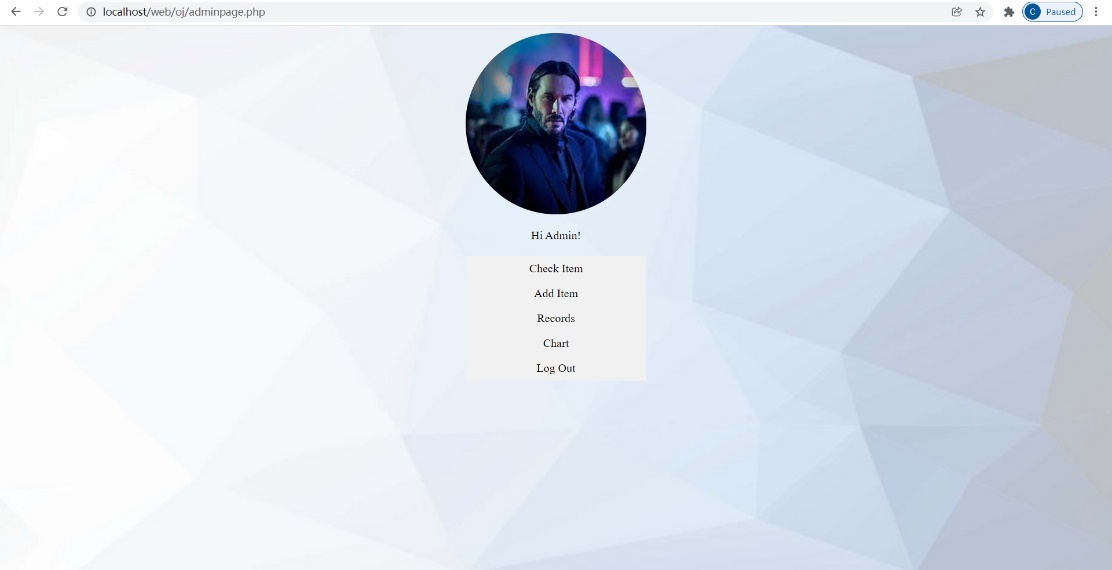 localhost/web/oj/adminpage.php
C Paused
Hi Admin!
Check Item
Add Item
Records
Chart
Log Out